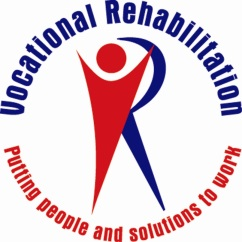 Vocational Rehabilitation
Putting people and solutions to work